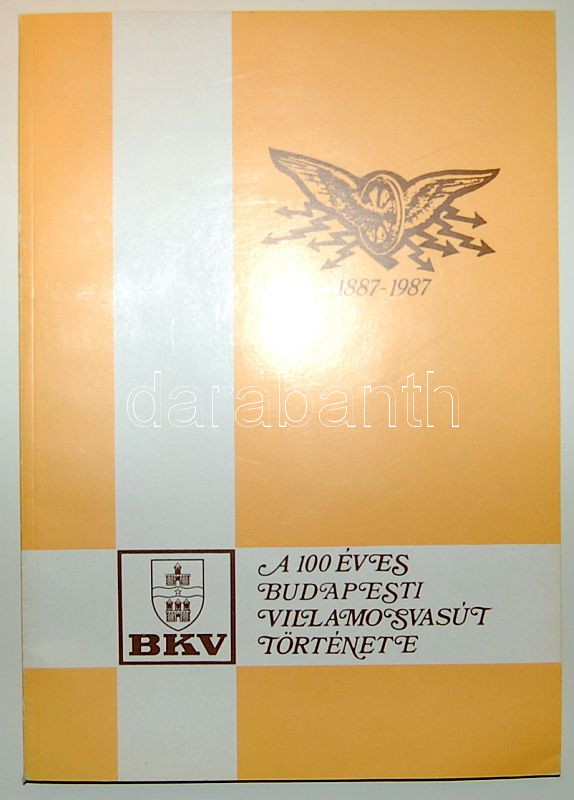 1887-1987
darabanth
BKV
A 100 ÉVES
BUDAPESTI
VILLAMOSVASÚT
TÖRTÉNETE